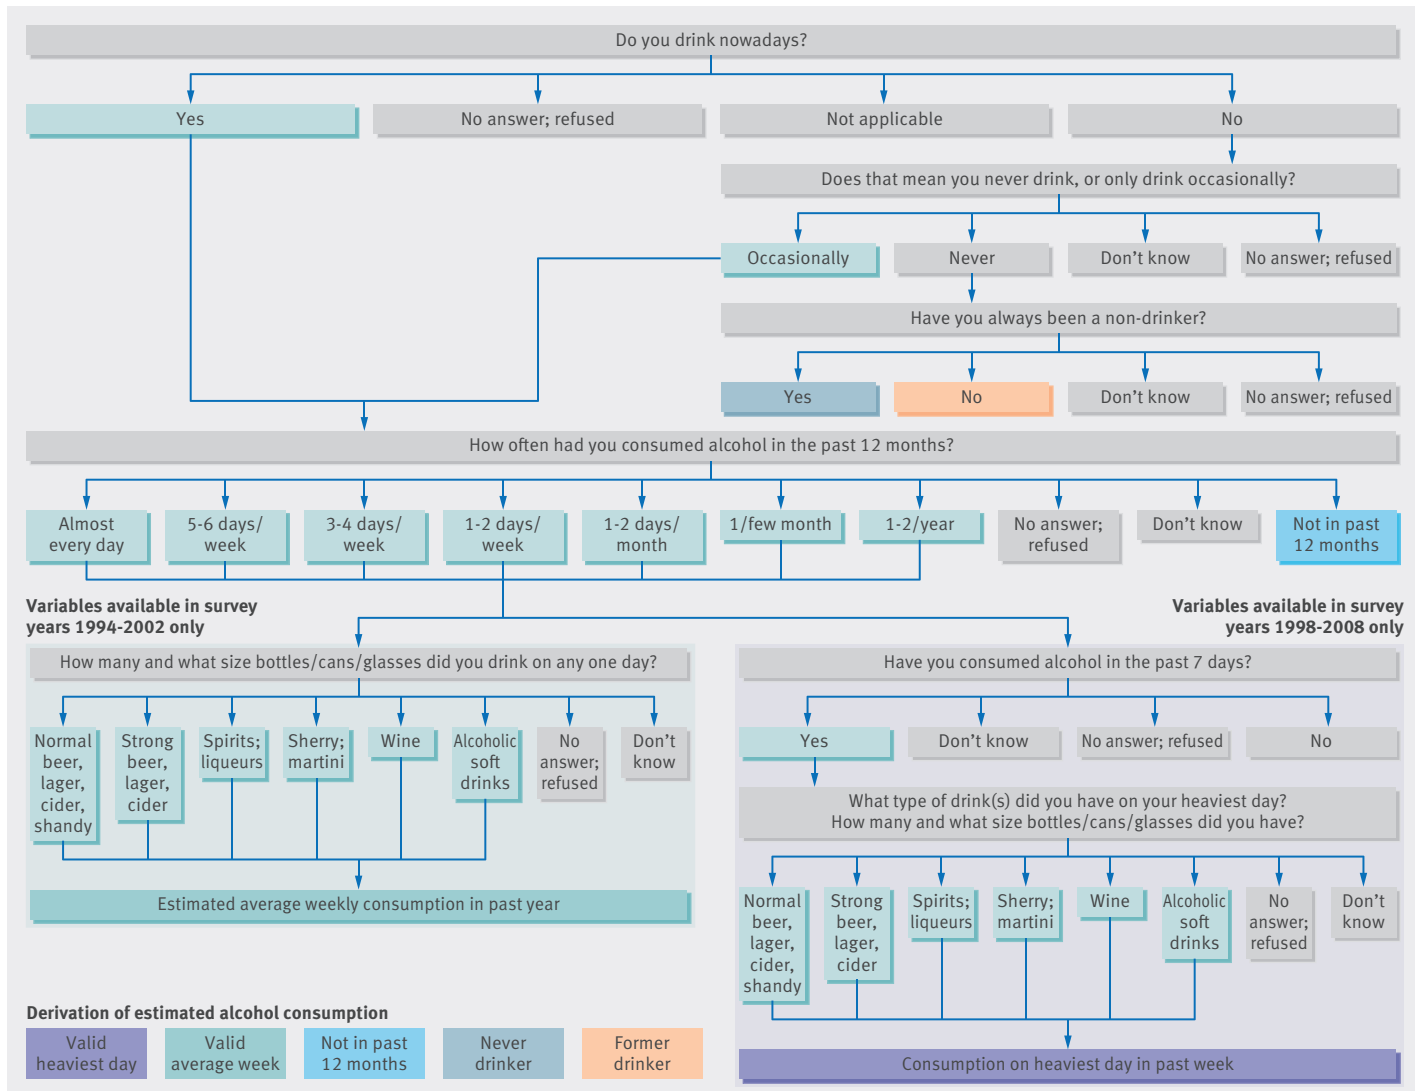 Do you drink nowadays?
Yes
No answer; refused
Not applicable
No
Does that mean you never drink, or only drink occasionally?
Occasionally
Never
Don't know
No answer; refused
Have you always been a non-drinker?
Yes
No
Don't know
No answer; refused
How often had you consumed alcohol in the past 12 months?
Almost
every day
5-6 days/
week
3-4 days/
week
1-2 days/
week
1-2 days/
month
1/few month
1-2/year
No answer;
refused
Don't know
Not in past
12 months
Variables available in survey
years 1994-2002 only
How many and what size bottles/cans/glasses did you drink on any one day?
Normal
beer,
lager,
cider,
shandy
Strong
beer,
lager,
cider
Spirits;
liqueurs
Sherry;
martini
Wine
Alcoholic
soft
drinks
No
answer;
refused
Don't
know
Estimated average weekly consumption in past year
Variables available in survey
years 1998-2008 only
Have you consumed alcohol in the past 7 days?
Yes
Don't know
No answer; refused
No
What type of drink(s) did you have on your heaviest day?
How many and what size bottles/cans/glasses did you have?
Normal
beer,
lager,
cider,
shandy
Strong
beer,
lager,
cider
Spirits;
liqueurs
Sherry;
martini
Wine
Alcoholic
soft
drinks
No
answer;
refused
Don't
know
Consumption on heaviest day in past week
Derivation of estimated alcohol consumption
Valid
heaviest day
Valid
average week
Not in past
12 months
Never
drinker
Former
drinker